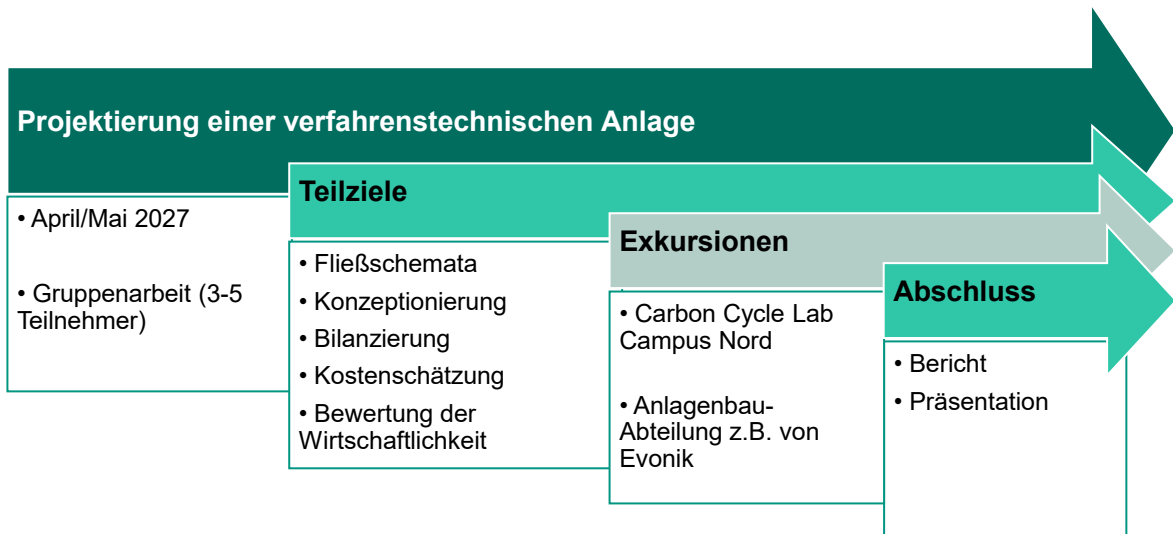 Projektierung einer verfahrenstechnischen Anlage
• April/Mai 2027
• Gruppenarbeit (3-5
Teilnehmer)
Teilziele
• Fließschemata
• Konzeptionierung
• Bilanzierung
• Kostenschätzung
• Bewertung der
Wirtschaftlichkeit
Exkursionen
• Carbon Cycle Lab
Campus Nord
• Anlagenbau-
Abteilung z.B. von
Evonik
Abschluss
• Bericht
• Präsentation